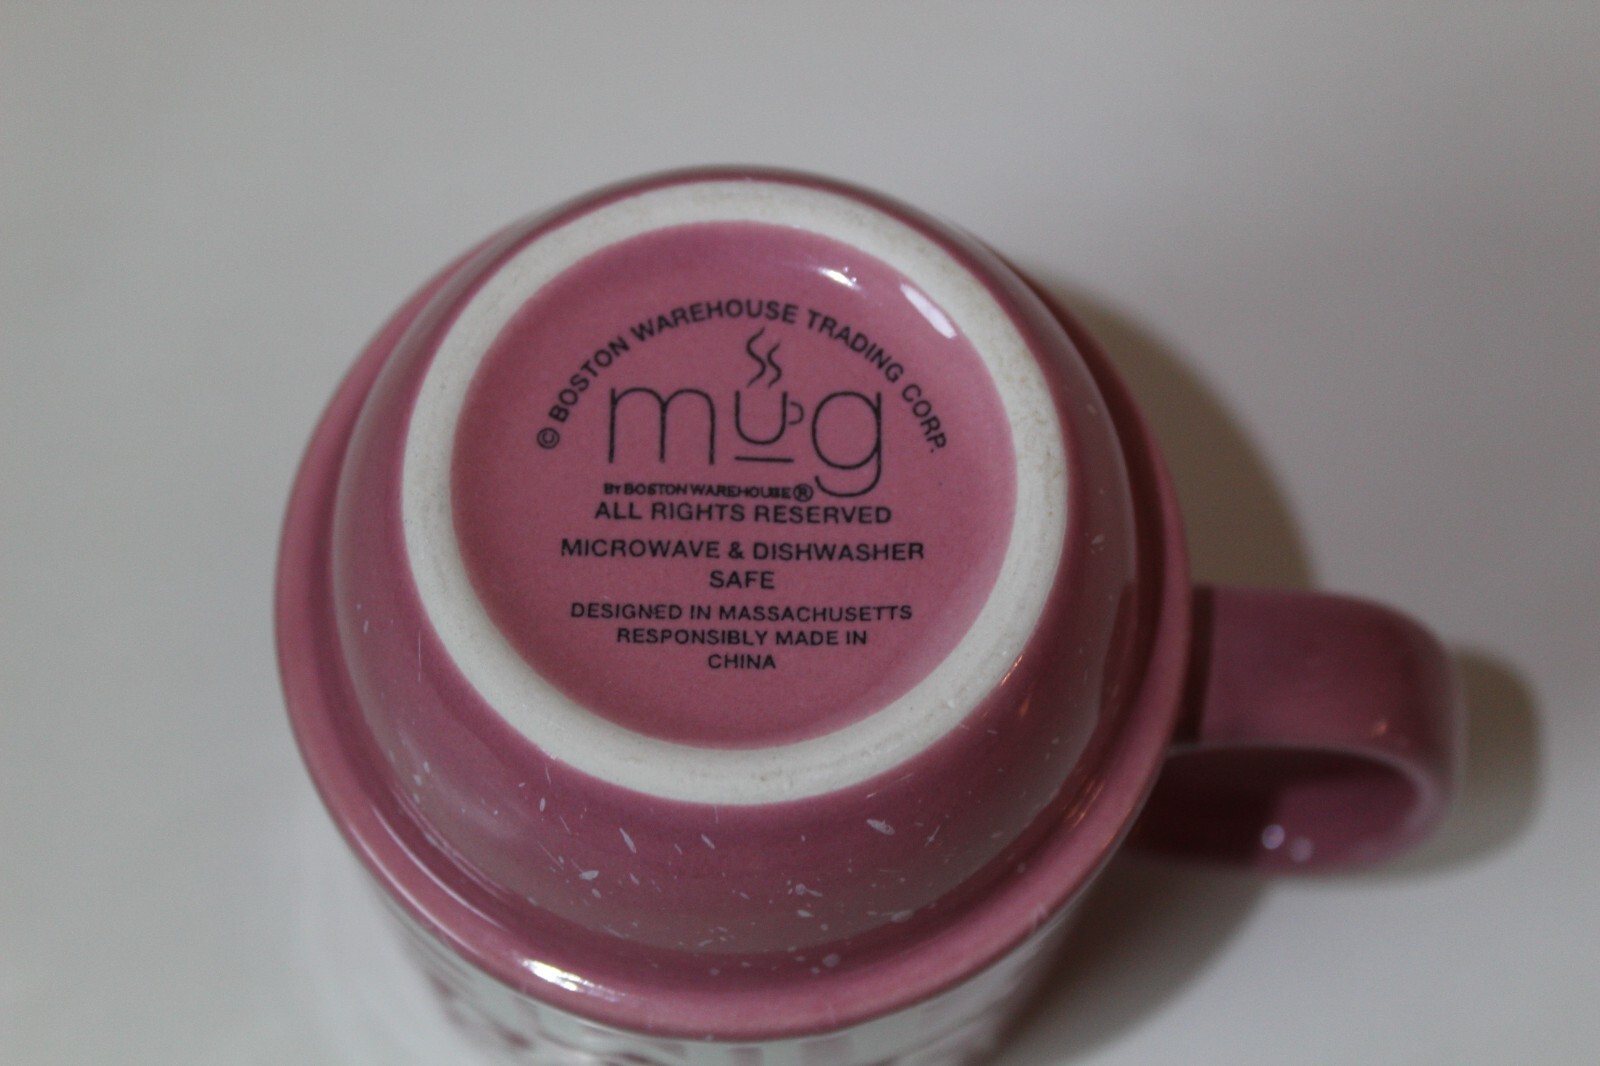 © BOSTON WAREHOUSE TRADING CORP.
mug
BY BOSTON WAREHOUSE®
ALL RIGHTS RESERVED
MICROWAVE & DISHWASHER
SAFE
DESIGNED IN MASSACHUSETTS
RESPONSIBLY MADE IN
CHINA